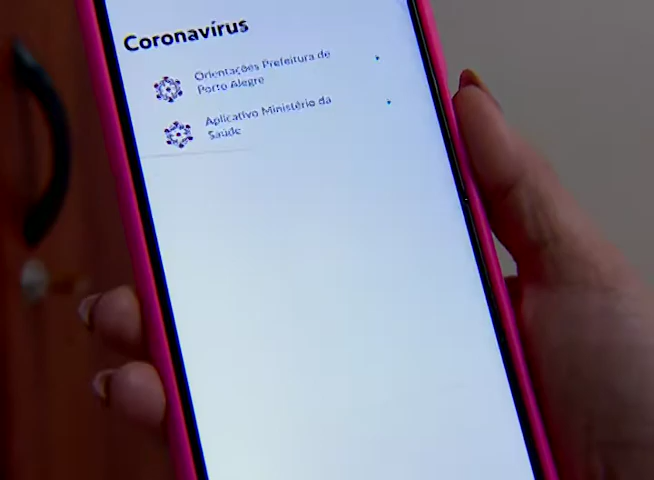 Coronavírus
Orientações Prefeitura de
Porto Alegre
Aplicativo Ministério da
Saúde